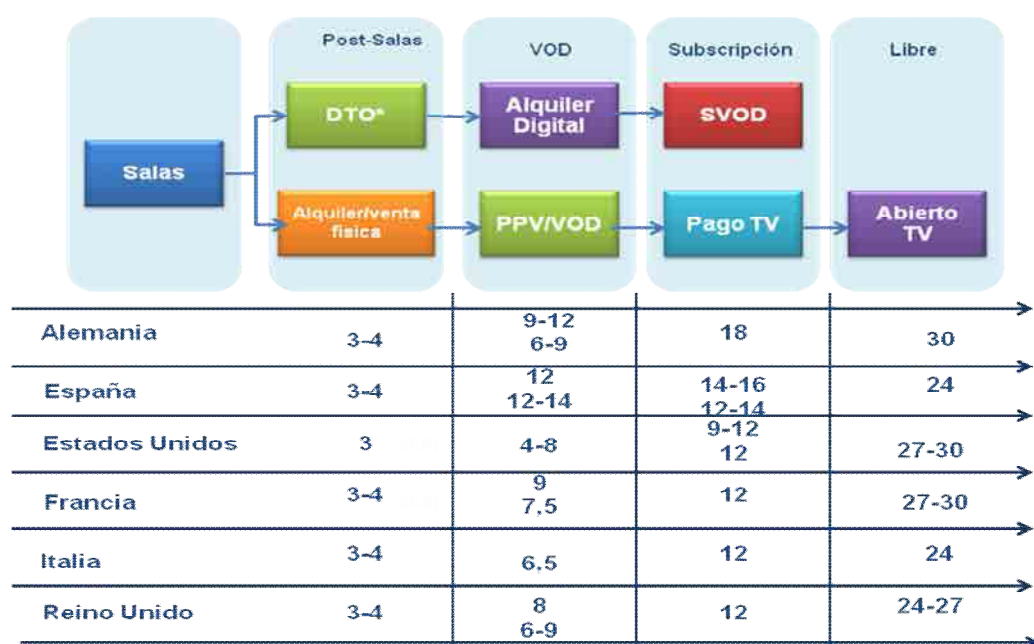 Post-Salas
VOD
Subscripción
Libre
DTO*
Alquiler
Digital
SVOD
Salas
Alquiler/venta
física
PPV/VOD
Pago TV
Abierto
TV
Alemania
3-4
9-12
6-9
18
30
España
3-4
12
12-14
14-16
12-14
24
Estados Unidos
3
4-8
9-12
12
27-30
Francia
3-4
9
7,5
12
27-30
Italia
3-4
6,5
12
24
Reino Unido
3-4
8
6-9
12
24-27